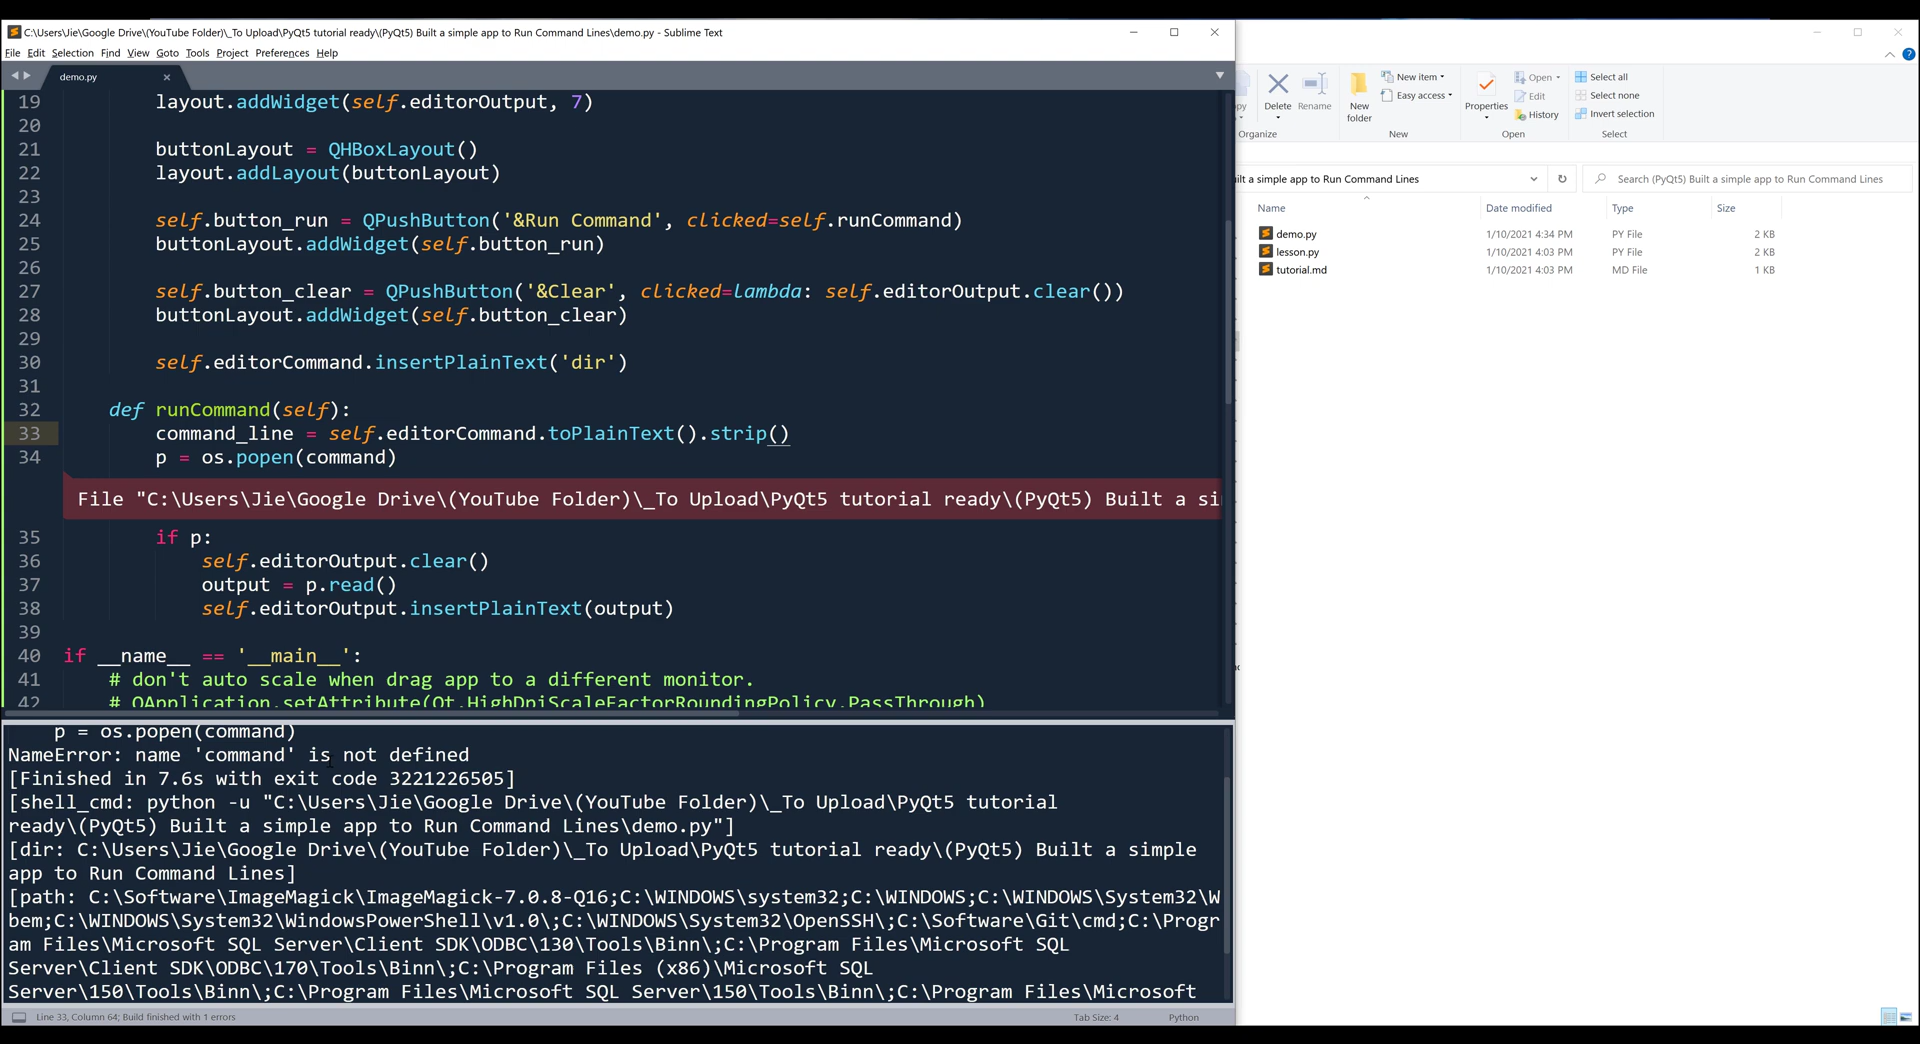 C:\Users\Jie\Google Drive\(YouTube Folder)\_To Upload\PyQt5 tutorial ready\(PyQt5) Built a simple app to Run Command Lines\demo.py - Sublime Text
File Edit Selection Find View Goto Tools Project Preferences Help
demo.py
19 layout.addWidget(self.editorOutput, 7)
20
21 buttonLayout = QHBoxLayout()
22 layout.addLayout(buttonLayout)
23
24 self.button_run = QPushButton('&Run Command', clicked=self.runCommand)
25 buttonLayout.addWidget(self.button_run)
26
27 self.button_clear = QPushButton('&Clear', clicked=lambda: self.editorOutput.clear())
28 buttonLayout.addWidget(self.button_clear)
29
30 self.editorCommand.insertPlainText('dir')
31
32 def runCommand(self):
33 command_line = self.editorCommand.toPlainText().strip()
34 p = os.popen(command)
File "C:\Users\Jie\Google Drive\(YouTube Folder)\_To Upload\PyQt5 tutorial ready\(PyQt5) Built a si
35 if p:
36 self.editorOutput.clear()
37 output = p.read()
38 self.editorOutput.insertPlainText(output)
39
40 if __name__ == '__main__':
41 # don't auto scale when drag app to a different monitor.
42 # QApplication.setAttribute(Qt.HighDpiScaleFactorRoundingPolicy.PassThrough)
p = os.popen(command)
NameError: name 'command' is not defined
[Finished in 7.6s with exit code 3221226505]
[shell_cmd: python -u "C:\Users\Jie\Google Drive\(YouTube Folder)\_To Upload\PyQt5 tutorial
ready\(PyQt5) Built a simple app to Run Command Lines\demo.py"]
[dir: C:\Users\Jie\Google Drive\(YouTube Folder)\_To Upload\PyQt5 tutorial ready\(PyQt5) Built a simple
app to Run Command Lines]
[path: C:\Software\ImageMagick\ImageMagick-7.0.8-Q16;C:\WINDOWS\system32;C:\WINDOWS;C:\WINDOWS\System32\W
bem;C:\WINDOWS\System32\WindowsPowerShell\v1.0\;C:\WINDOWS\System32\OpenSSH\;C:\Software\Git\cmd;C:\Progr
am Files\Microsoft SQL Server\Client SDK\ODBC\130\Tools\Binn\;C:\Program Files\Microsoft SQL
Server\Client SDK\ODBC\170\Tools\Binn\;C:\Program Files (x86)\Microsoft SQL
Server\150\Tools\Binn\;C:\Program Files\Microsoft SQL Server\150\Tools\Binn\;C:\Program Files\Microsoft
Line 33, Column 64; Build finished with 1 errors
Tab Size: 4 Python
Delete Rename
Organize
New folder
New item
Easy access
New
Properties
Open
Edit
History
Open
Select all
Select none
Invert selection
Select
ilt a simple app to Run Command Lines
Search (PyQt5) Built a simple app to Run Command Lines
Name Date modified Type Size
demo.py 1/10/2021 4:34 PM PY File 2 KB
lesson.py 1/10/2021 4:03 PM PY File 2 KB
tutorial.md 1/10/2021 4:03 PM MD File 1 KB